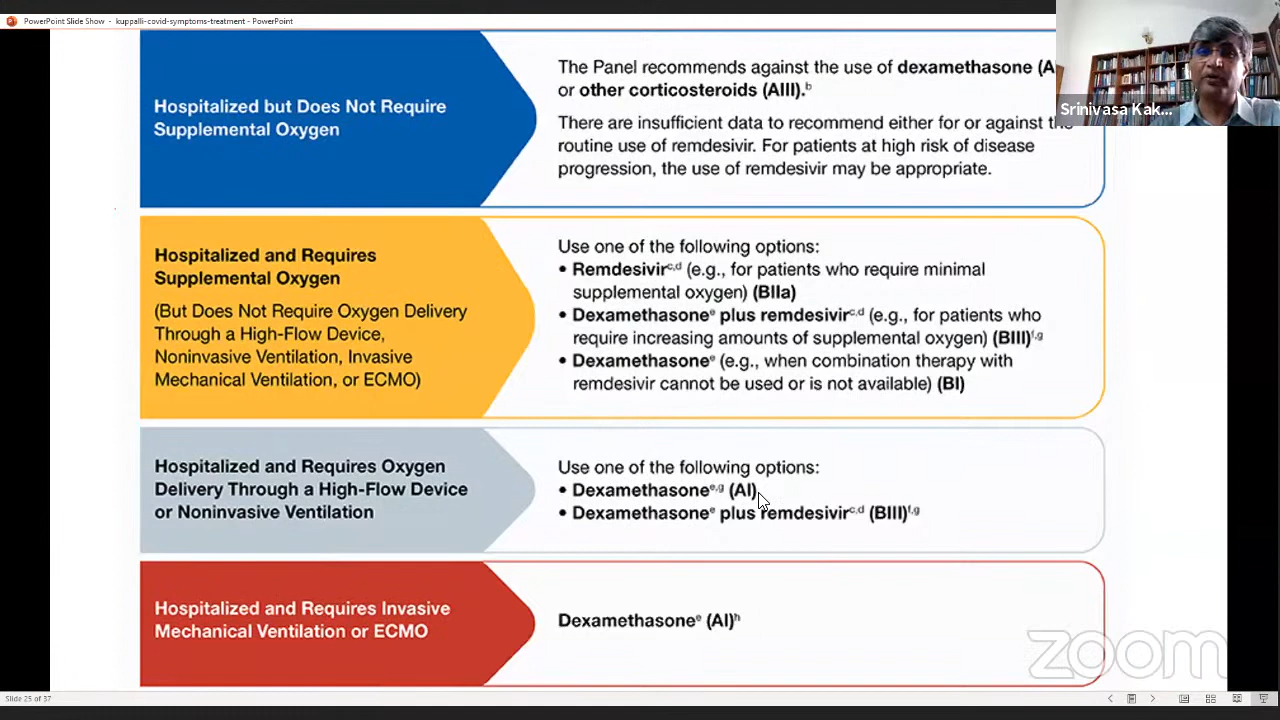 PowerPoint Slide Show - kuppalli-covid-symptoms-treatment - PowerPoint
Hospitalized but Does Not Require
Supplemental Oxygen
The Panel recommends against the use of dexamethasone (A
or other corticosteroids (AIII).b
There are insufficient data to recommend either for or against the
routine use of remdesivir. For patients at high risk of disease
progression, the use of remdesivir may be appropriate.
Srinivasa Kak...
Hospitalized and Requires
Supplemental Oxygen
(But Does Not Require Oxygen Delivery
Through a High-Flow Device,
Noninvasive Ventilation, Invasive
Mechanical Ventilation, or ECMO)
Use one of the following options:
• Remdesivirc,d (e.g., for patients who require minimal
supplemental oxygen) (BIIa)
• Dexamethasonee plus remdesivirc,d (e.g., for patients who
require increasing amounts of supplemental oxygen) (BIII)f,g
• Dexamethasonee (e.g., when combination therapy with
remdesivir cannot be used or is not available) (BI)
Hospitalized and Requires Oxygen
Delivery Through a High-Flow Device
or Noninvasive Ventilation
Use one of the following options:
• Dexamethasonee,g (AI)
• Dexamethasonee plus remdesivirc,d (BIII)f,g
Hospitalized and Requires Invasive
Mechanical Ventilation or ECMO
Dexamethasonee (AI)h
zoom
Slide 25 of 37